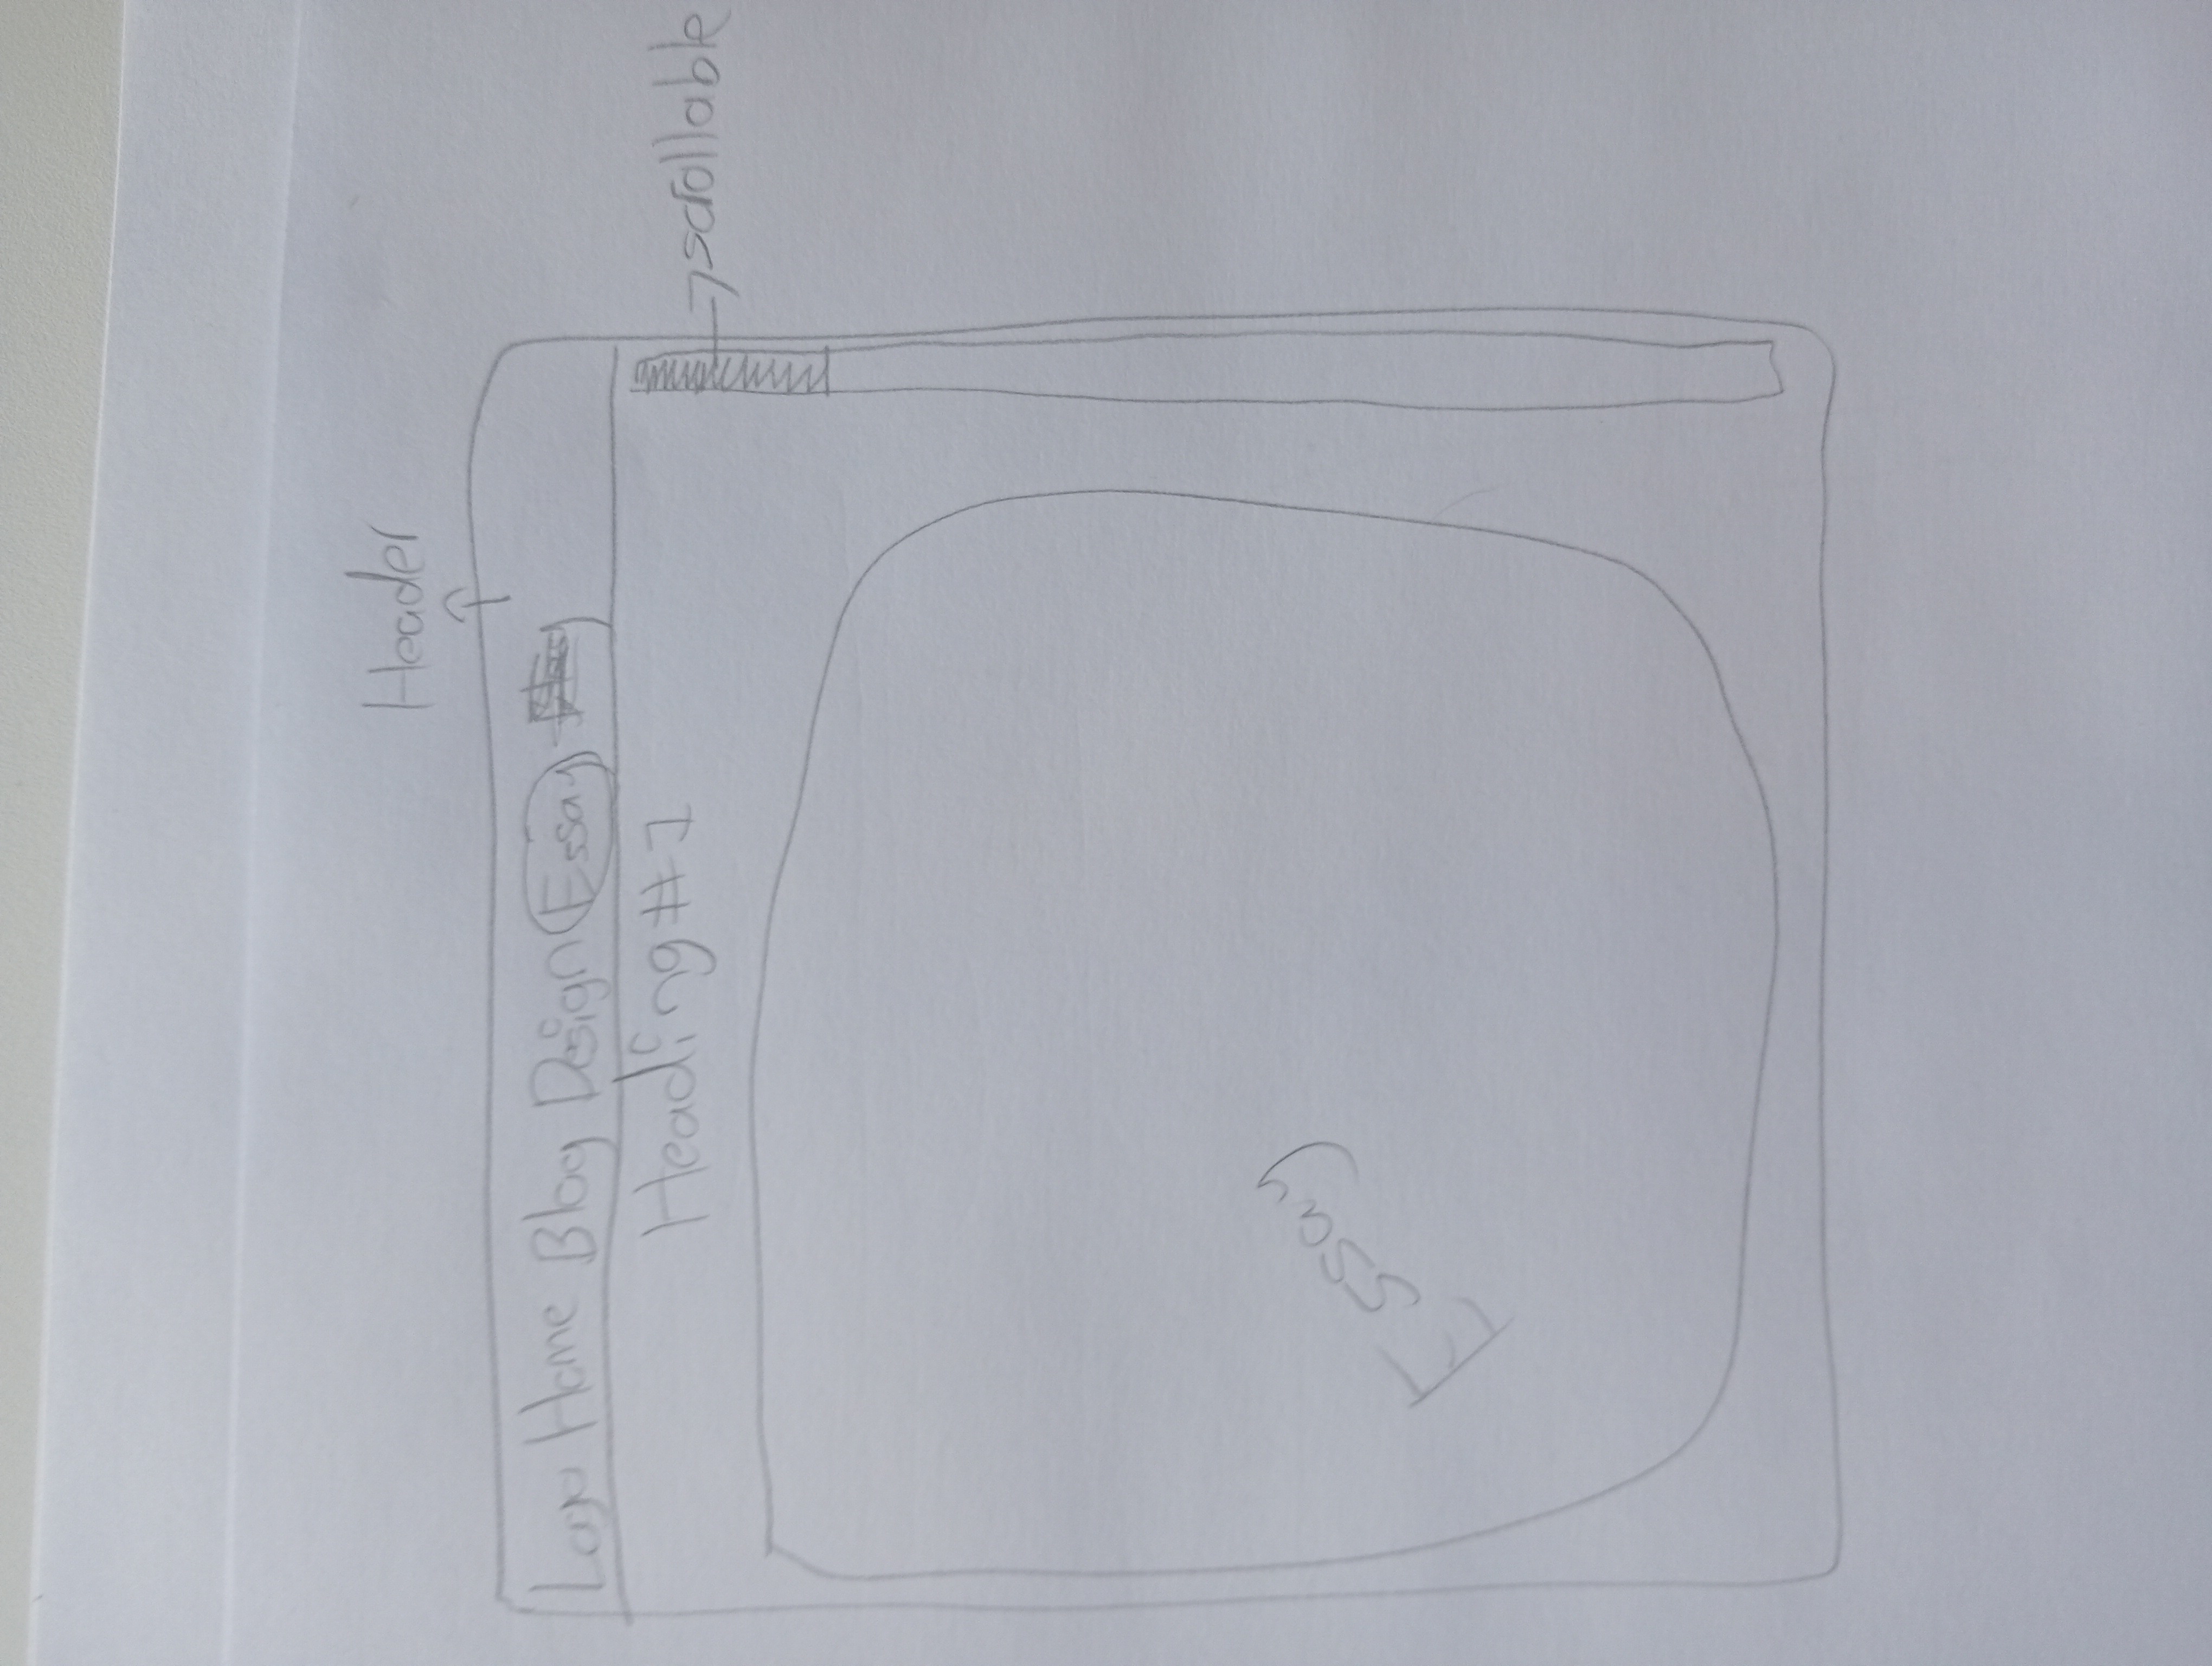 Header
Logo Home Blog Design Essay
Heading #1
scrollable
Essay